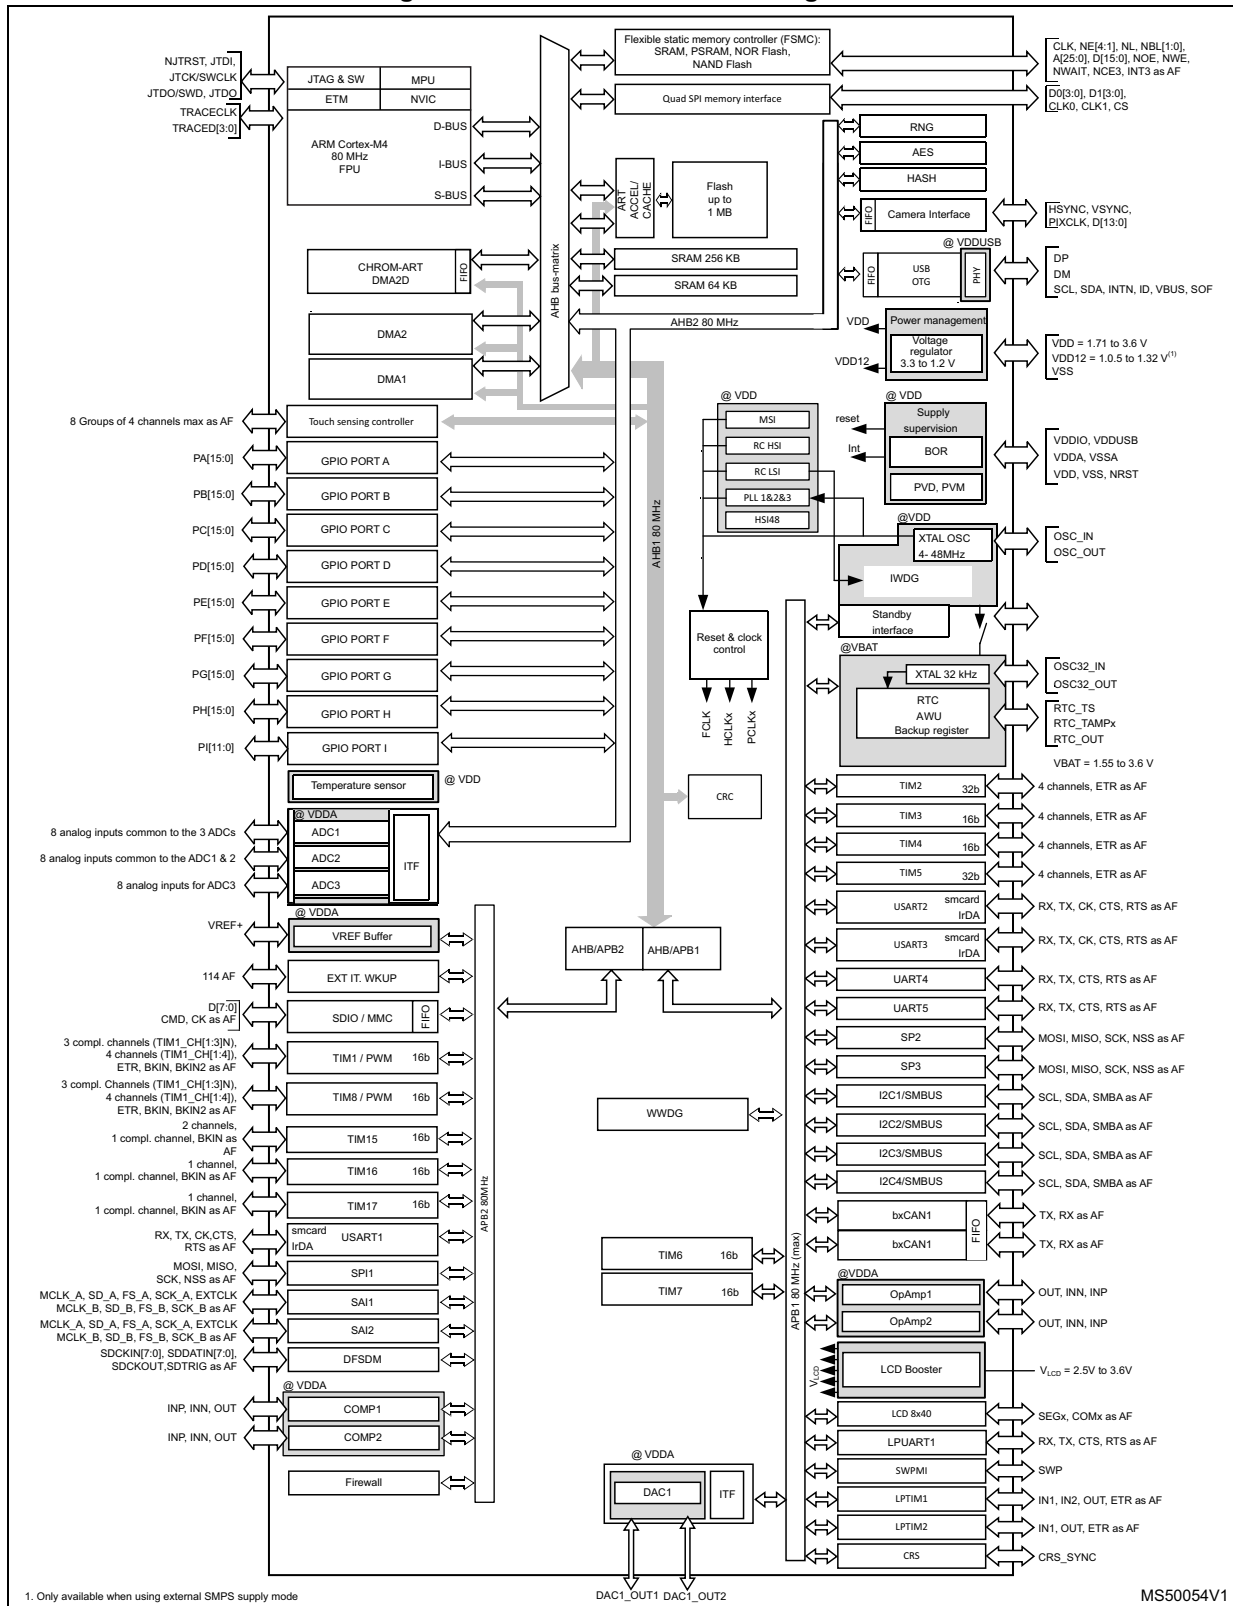 NJTRST, JTDI,
JTCK/SWCLK
JTDO/SWD, JTDO
TRACECLK
TRACED[3:0]
JTAG & SW
MPU
ETM
NVIC
ARM Cortex-M4
80 MHz
FPU
D-BUS
I-BUS
S-BUS
CHROM-ART
DMA2D
FIFO
DMA2
DMA1
AHB bus-matrix
Flexible static memory controller (FSMC):
SRAM, PSRAM, NOR Flash,
NAND Flash
CLK, NE[4:1], NL, NBL[1:0],
A[25:0], D[15:0], NOE, NWE,
NWAIT, NCE3, INT3 as AF
Quad SPI memory interface
D0[3:0], D1[3:0],
CLK0, CLK1, CS
ART
ACCEL/
CACHE
Flash
up to
1 MB
SRAM 256 KB
SRAM 64 KB
AHB2 80 MHz
RNG
AES
HASH
FIFO
Camera Interface
HSYNC, VSYNC,
PIXCLK, D[13:0]
@ VDDUSB
FIFO
USB
OTG
PHY
DP
DM
SCL, SDA, INTN, ID, VBUS, SOF
VDD
VDD12
Power management
Voltage
regulator
3.3 to 1.2 V
VDD = 1.71 to 3.6 V
VDD12 = 1.0.5 to 1.32 V(1)
VSS
@ VDD
MSI
RC HSI
RC LSI
PLL 1&2&3
HSI48
@ VDD
reset
Int
Supply
supervision
BOR
PVD, PVM
VDDIO, VDDUSB
VDDA, VSSA
VDD, VSS, NRST
@VDD
XTAL OSC
4- 48MHz
IWDG
OSC_IN
OSC_OUT
Standby
interface
@VBAT
XTAL 32 kHz
RTC
AWU
Backup register
OSC32_IN
OSC32_OUT
RTC_TS
RTC_TAMPx
RTC_OUT
VBAT = 1.55 to 3.6 V
Reset & clock
control
FCLK
HCLKx
PCLKx
AHB1 80 MHz
CRC
8 Groups of 4 channels max as AF
Touch sensing controller
PA[15:0]
GPIO PORT A
PB[15:0]
GPIO PORT B
PC[15:0]
GPIO PORT C
PD[15:0]
GPIO PORT D
PE[15:0]
GPIO PORT E
PF[15:0]
GPIO PORT F
PG[15:0]
GPIO PORT G
PH[15:0]
GPIO PORT H
PI[11:0]
GPIO PORT I
Temperature sensor
@ VDD
@ VDDA
8 analog inputs common to the 3 ADCs
ADC1
8 analog inputs common to the ADC1 & 2
ADC2
8 analog inputs for ADC3
ADC3
ITF
@ VDDA
VREF+
VREF Buffer
114 AF
EXT IT. WKUP
D[7:0]
CMD, CK as AF
SDIO / MMC
FIFO
3 compl. channels (TIM1_CH[1:3]N),
4 channels (TIM1_CH[1:4]),
ETR, BKIN, BKIN2 as AF
TIM1 / PWM
16b
3 compl. Channels (TIM1_CH[1:3]N),
4 channels (TIM1_CH[1:4]),
ETR, BKIN, BKIN2 as AF
TIM8 / PWM
16b
2 channels,
1 compl. channel, BKIN as
AF
TIM15
16b
1 channel,
1 compl. channel, BKIN as AF
TIM16
16b
1 channel,
1 compl. channel, BKIN as AF
TIM17
16b
RX, TX, CK,CTS,
RTS as AF
smcard
IrDA
USART1
MOSI, MISO,
SCK, NSS as AF
SPI1
MCLK_A, SD_A, FS_A, SCK_A, EXTCLK
MCLK_B, SD_B, FS_B, SCK_B as AF
SAI1
MCLK_A, SD_A, FS_A, SCK_A, EXTCLK
MCLK_B, SD_B, FS_B, SCK_B as AF
SAI2
SDCKIN[7:0], SDDATIN[7:0],
SDCKOUT,SDTRIG as AF
DFSDM
@ VDDA
INP, INN, OUT
COMP1
INP, INN, OUT
COMP2
Firewall
APB2 80MHz
AHB/APB2
AHB/APB1
WWDG
TIM6
16b
TIM7
16b
@ VDDA
DAC1
ITF
DAC1_OUT1
DAC1_OUT2
APB1 80 MHz (max)
TIM2
32b
4 channels, ETR as AF
TIM3
16b
4 channels, ETR as AF
TIM4
16b
4 channels, ETR as AF
TIM5
32b
4 channels, ETR as AF
USART2
smcard
IrDA
RX, TX, CK, CTS, RTS as AF
USART3
smcard
IrDA
RX, TX, CK, CTS, RTS as AF
UART4
RX, TX, CTS, RTS as AF
UART5
RX, TX, CTS, RTS as AF
SP2
MOSI, MISO, SCK, NSS as AF
SP3
MOSI, MISO, SCK, NSS as AF
I2C1/SMBUS
SCL, SDA, SMBA as AF
I2C2/SMBUS
SCL, SDA, SMBA as AF
I2C3/SMBUS
SCL, SDA, SMBA as AF
I2C4/SMBUS
SCL, SDA, SMBA as AF
bxCAN1
TX, RX as AF
bxCAN1
TX, RX as AF
FIFO
@VDDA
OpAmp1
OUT, INN, INP
OpAmp2
OUT, INN, INP
VLCD
LCD Booster
VLCD = 2.5V to 3.6V
LCD 8x40
SEGx, COMx as AF
LPUART1
RX, TX, CTS, RTS as AF
SWPMI
SWP
LPTIM1
IN1, IN2, OUT, ETR as AF
LPTIM2
IN1, OUT, ETR as AF
CRS
CRS_SYNC
1. Only available when using external SMPS supply mode
MS50054V1